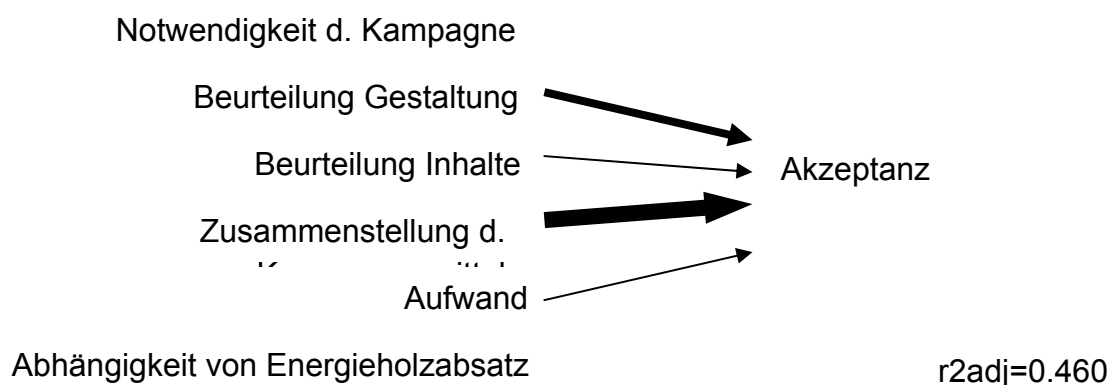 Notwendigkeit d. Kampagne
Beurteilung Gestaltung
Beurteilung Inhalte
Akzeptanz
Zusammenstellung d.
Aufwand
Abhängigkeit von Energieholzabsatz
r2adj=0.460